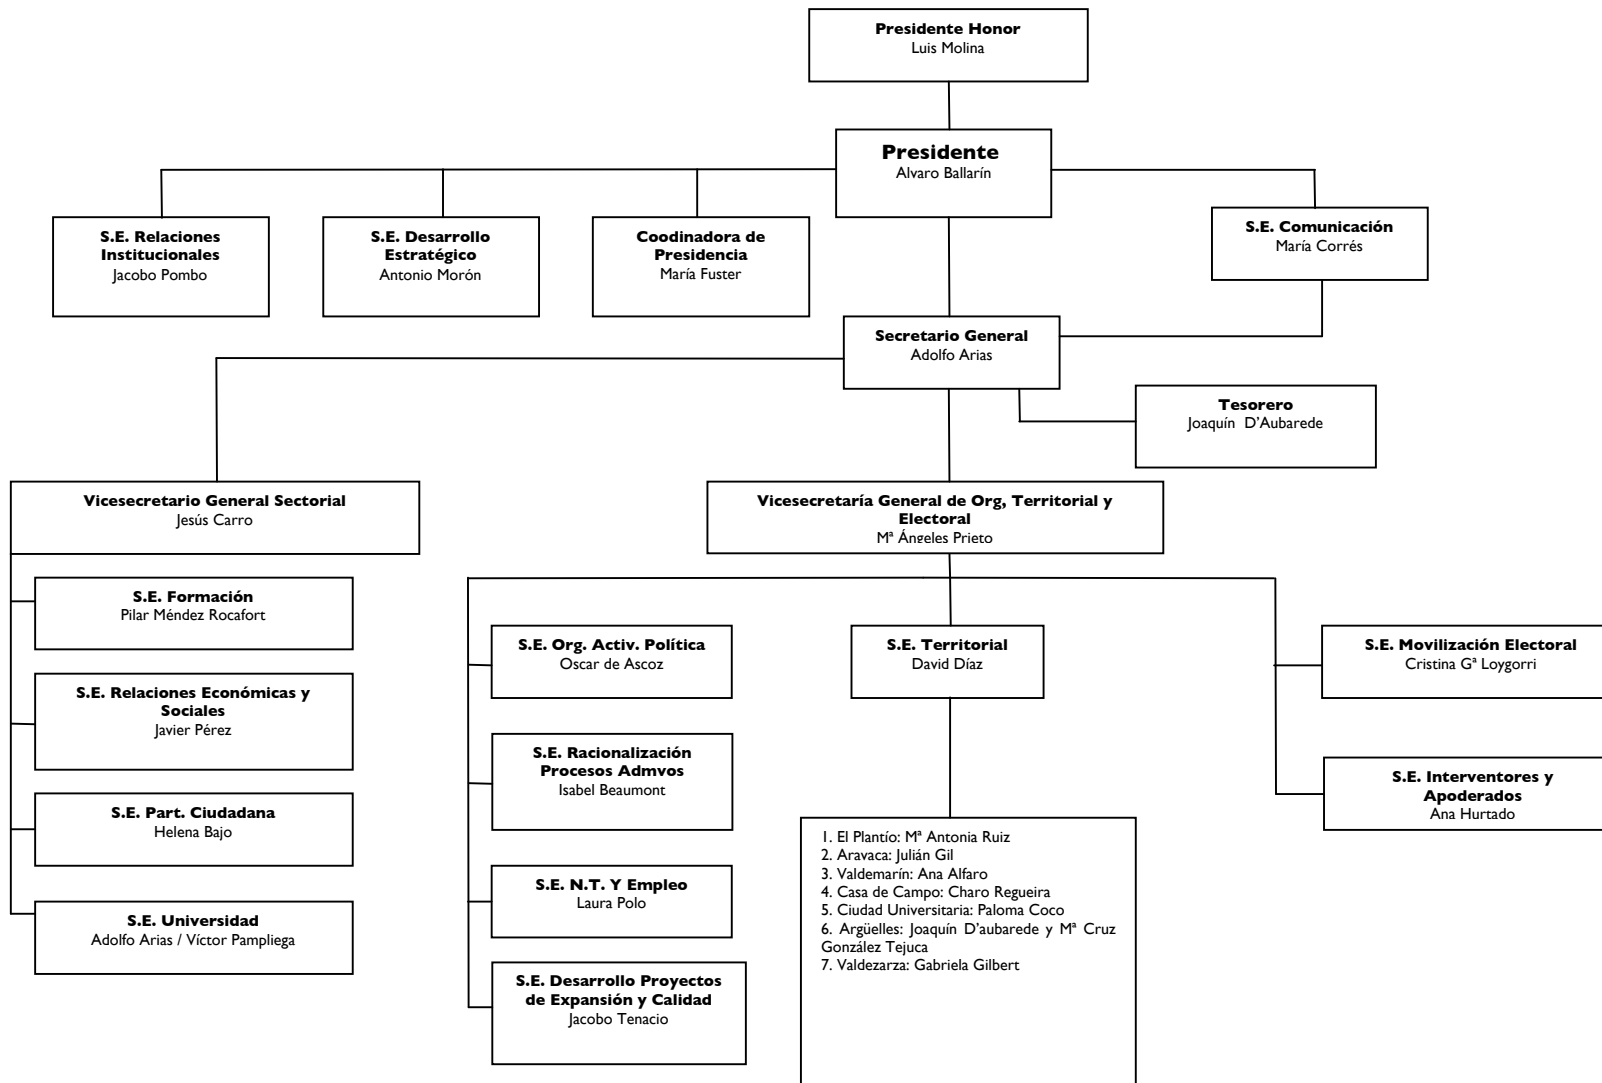 Presidente Honor
Luis Molina
Presidente
Alvaro Ballarín
S.E. Relaciones
Institucionales
Jacobo Pombo
S.E. Desarrollo
Estratégico
Antonio Morón
Coodinadora de
Presidencia
María Fuster
S.E. Comunicación
María Corrés
Secretario General
Adolfo Arias
Tesorero
Joaquín D'Aubarede
Vicesecretario General Sectorial
Jesús Carro
Vicesecretaría General de Org, Territorial y
Electoral
Mª Ángeles Prieto
S.E. Formación
Pilar Méndez Rocafort
S.E. Relaciones Económicas y
Sociales
Javier Pérez
S.E. Part. Ciudadana
Helena Bajo
S.E. Universidad
Adolfo Arias / Víctor Pampliega
S.E. Org. Activ. Política
Oscar de Ascoz
S.E. Racionalización
Procesos Admvos
Isabel Beaumont
S.E. N.T. Y Empleo
Laura Polo
S.E. Desarrollo Proyectos
de Expansión y Calidad
Jacobo Tenacio
S.E. Territorial
David Díaz
1. El Plantío: Mª Antonia Ruiz
2. Aravaca: Julián Gil
3. Valdemarín: Ana Alfaro
4. Casa de Campo: Charo Regueira
5. Ciudad Universitaria: Paloma Coco
6. Argüelles: Joaquín D'aubarede y Mª Cruz
González Tejuca
7. Valdezarza: Gabriela Gilbert
S.E. Movilización Electoral
Cristina Gª Loygorri
S.E. Interventores y
Apoderados
Ana Hurtado